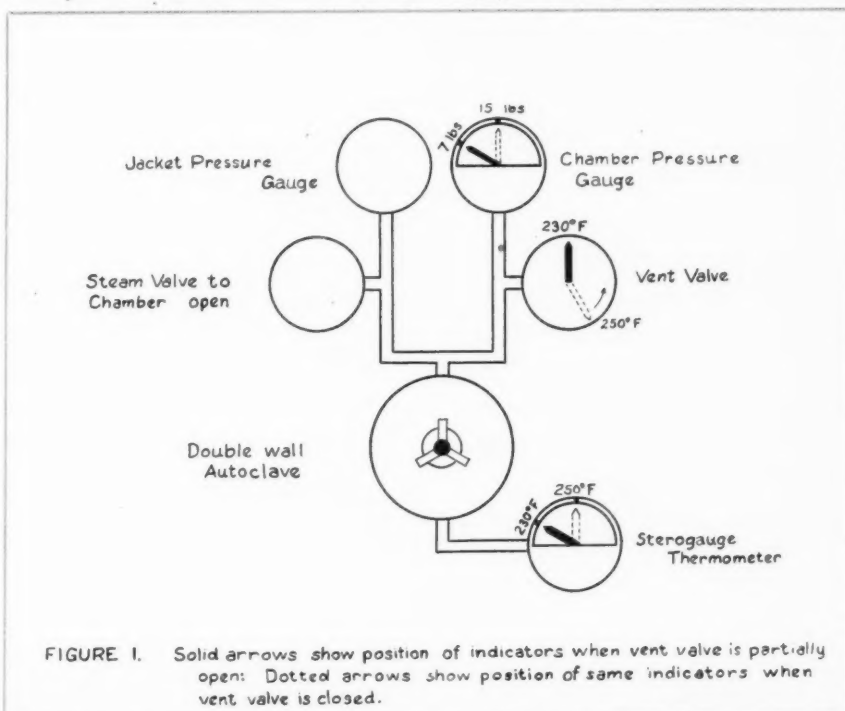 15 lbs
7 lbs
Jacket Pressure
Gauge
Chamber Pressure
Gauge
230°F
Steam Valve to
Chamber open
Vent Valve
250°F
Double wall
Autoclave
250°F
230°F
Sterogauge
Thermometer
FIGURE 1. Solid arrows show position of indicators when vent valve is partially
open: Dotted arrows show position of same indicators when
vent valve is closed.